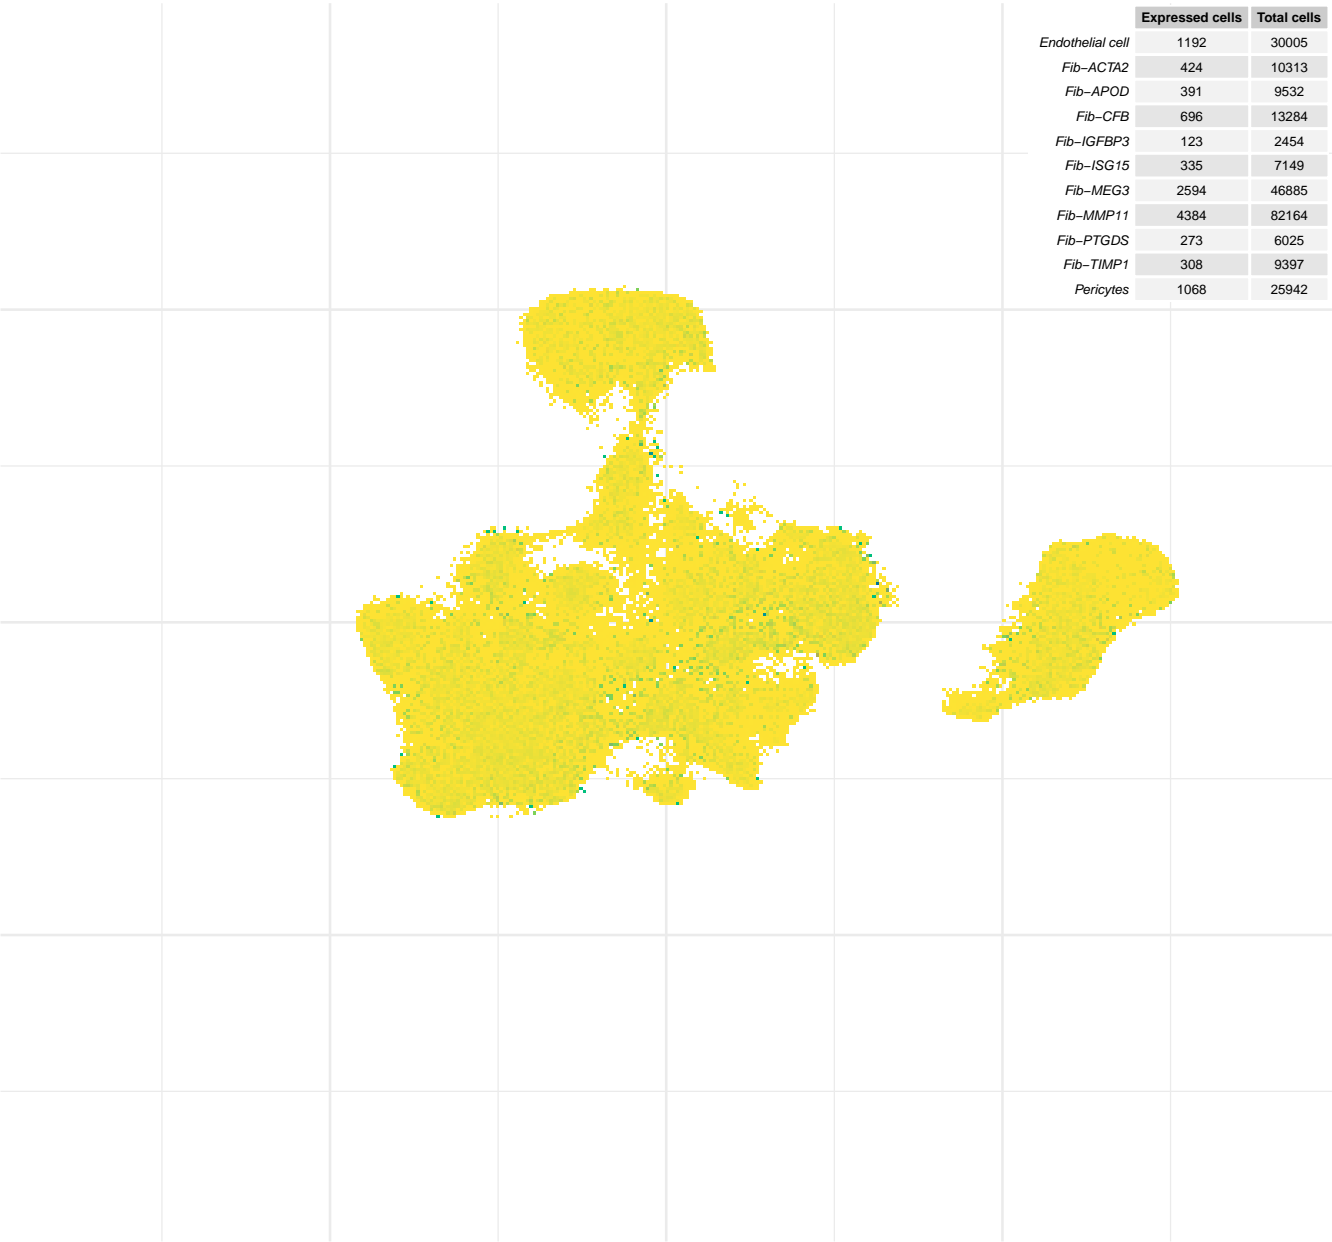 Expressed cells Total cells
Endothelial cell 1192 30005
Fib−ACTA2 424 10313
Fib−APOD 391 9532
Fib−CFB 696 13284
Fib−IGFBP3 123 2454
Fib−ISG15 335 7149
Fib−MEG3 2594 46885
Fib−MMP11 4384 82164
Fib−PTGDS 273 6025
Fib−TIMP1 308 9397
Pericytes 1068 25942